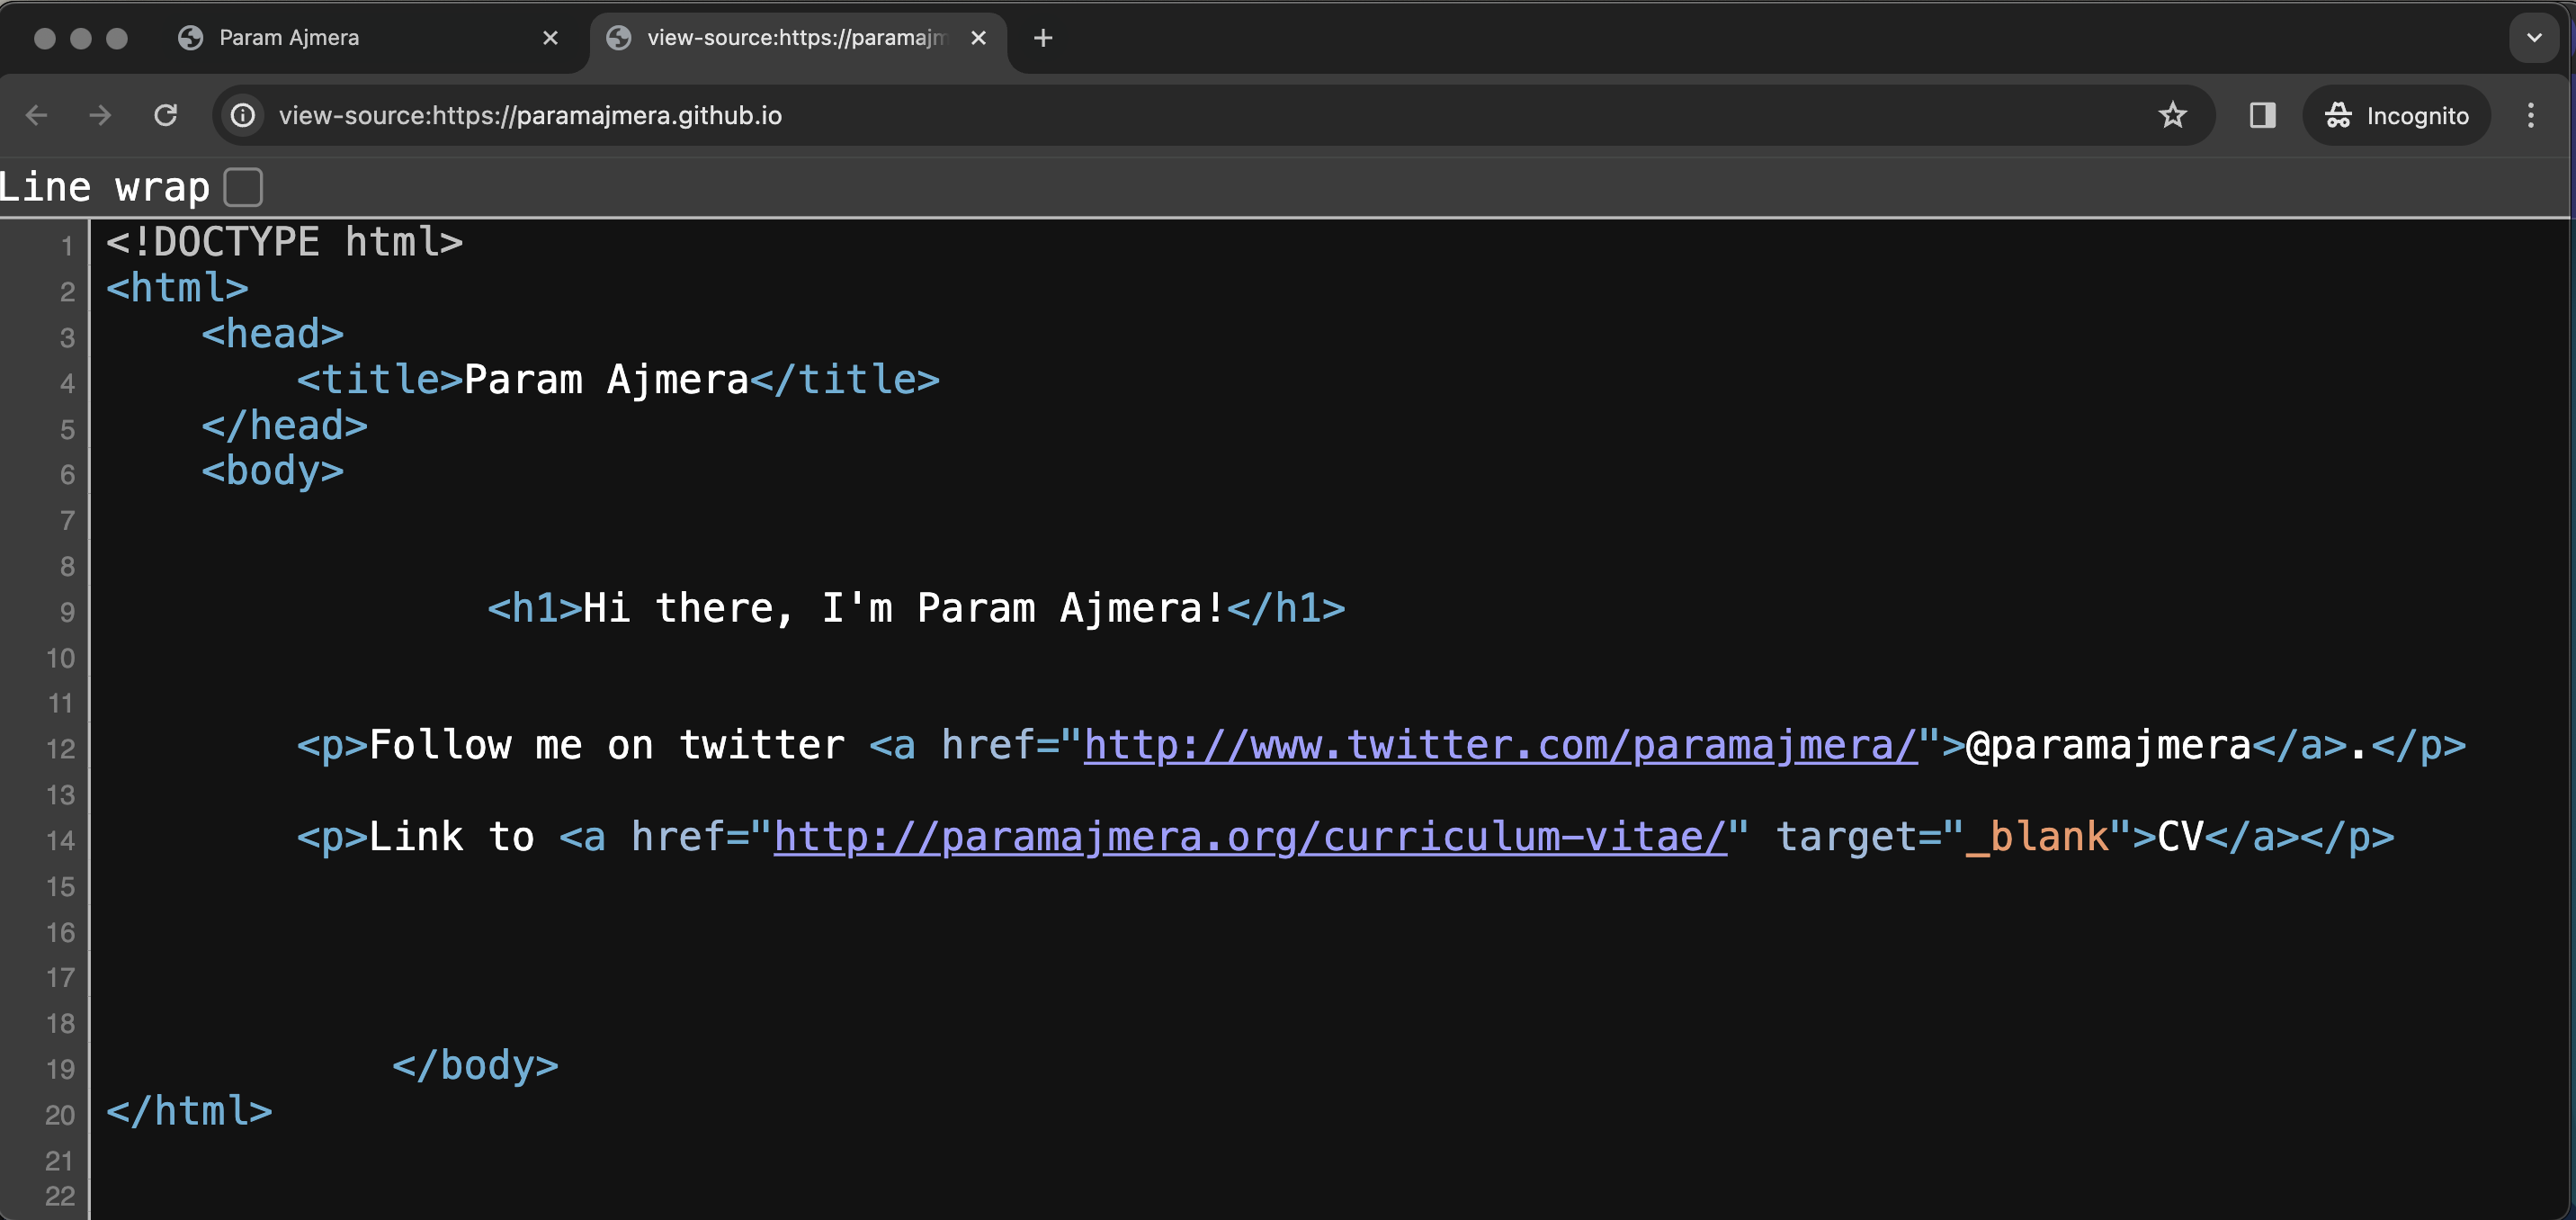 Param Ajmera
view-source:https://paramajm
view-source:https://paramajmera.github.io
Incognito
Line wrap
1 <!DOCTYPE html>
2 <html>
3 <head>
4 <title>Param Ajmera</title>
5 </head>
6 <body>
7
8
9 <h1>Hi there, I'm Param Ajmera!</h1>
10
11
12 <p>Follow me on twitter <a href="http://www.twitter.com/paramajmera/">@paramajmera</a>.</p>
13
14 <p>Link to <a href="http://paramajmera.org/curriculum-vitae/" target="_blank">CV</a></p>
15
16
17
18
19 </body>
20 </html>
21
22